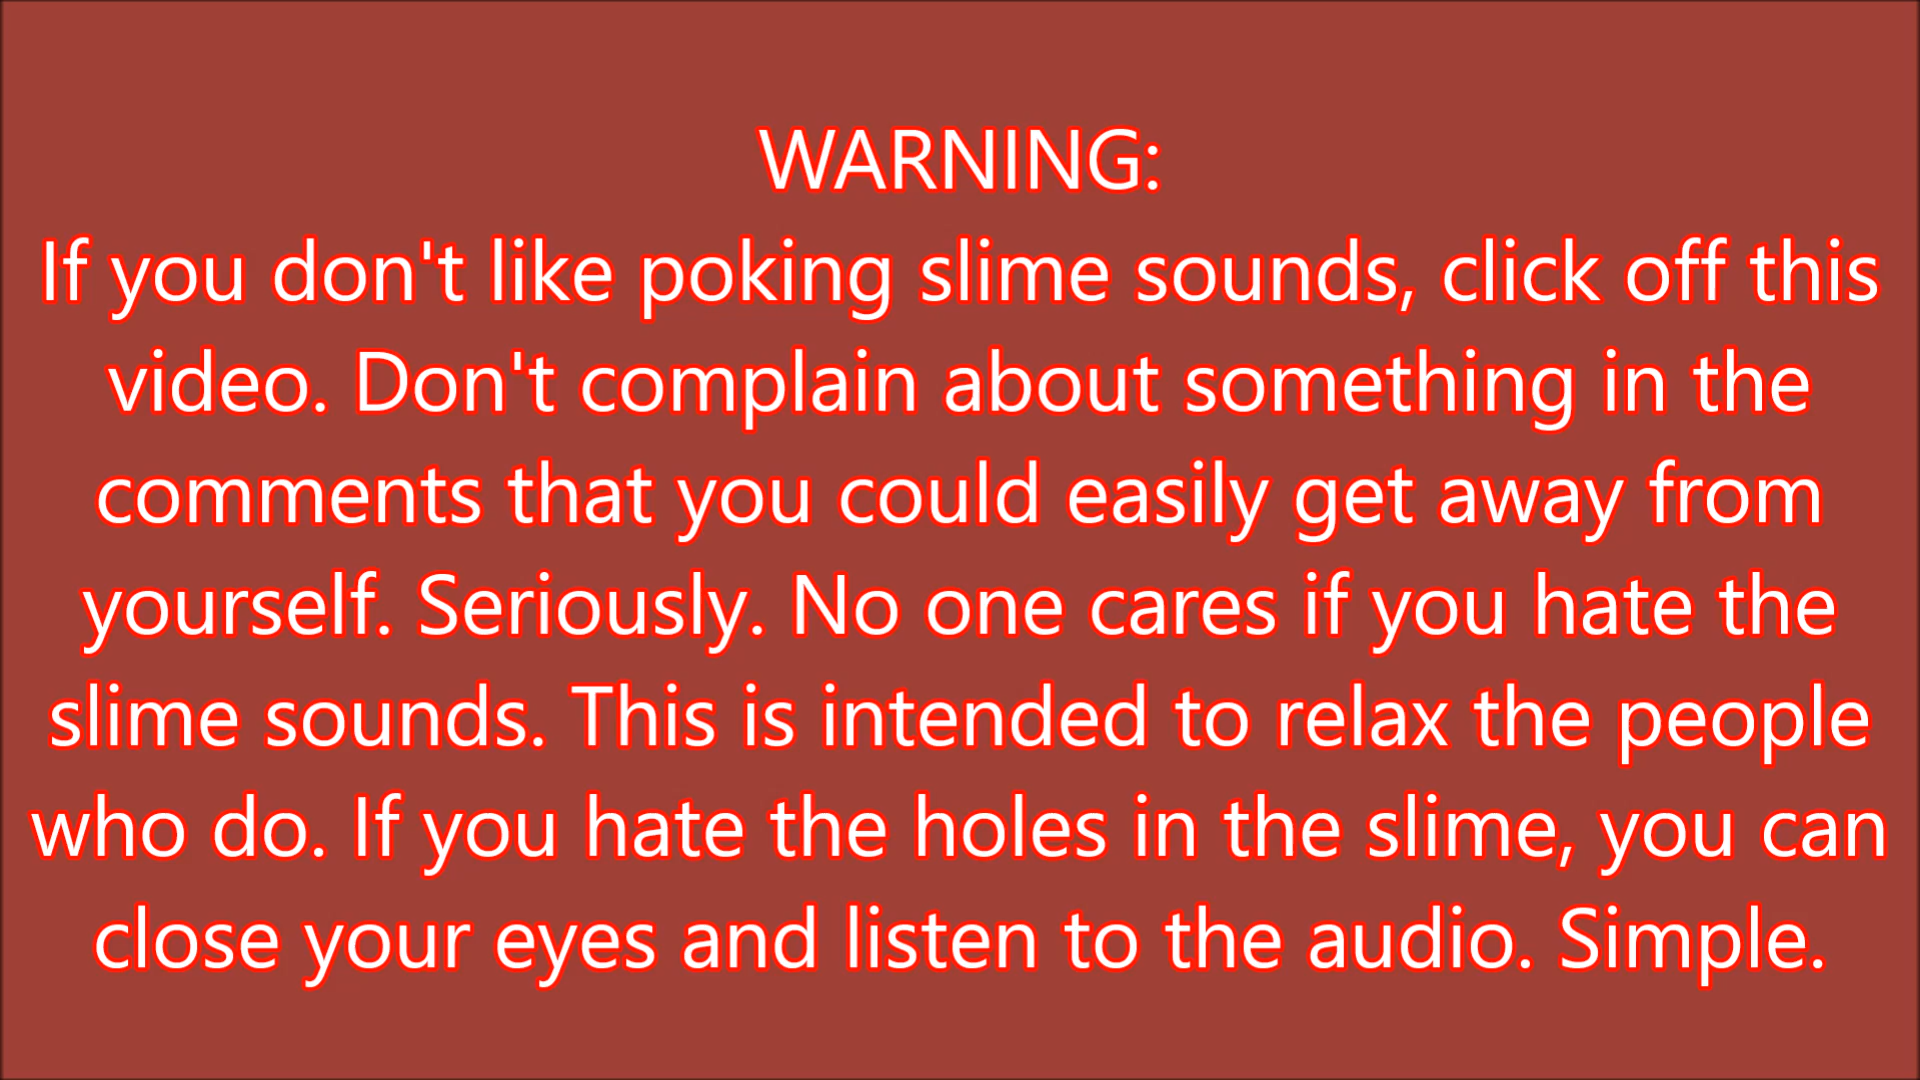 WARNING:
If you don't like poking slime sounds, click off this
video. Don't complain about something in the
comments that you could easily get away from
yourself. Seriously. No one cares if you hate the
slime sounds. This is intended to relax the people
who do. If you hate the holes in the slime, you can
close your eyes and listen to the audio. Simple.